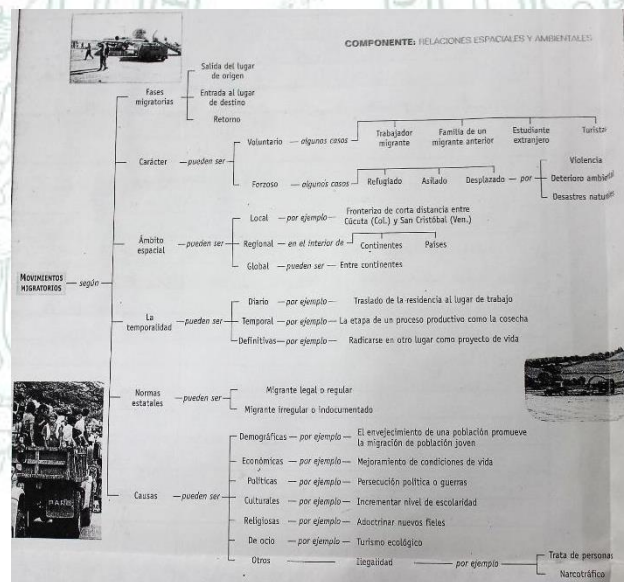 COMPONENTE: RELACIONES ESPACIALES Y AMBIENTALES
MOVIMIENTOS
MIGRATORIOS
según
Fases
migratorias
Salida del lugar
de origen
Entrada al lugar
de destino
Retorno
Carácter
pueden ser
Voluntario
algunos casos
Trabajador
migrante
Familia de un
migrante anterior
Estudiante
extranjero
Turista
Forzoso
algunos casos
Refugiado
Asilado
Desplazado
por
Violencia
Deterioro ambiental
Desastres naturales
Ámbito
espacial
pueden ser
Local
por ejemplo
Fronterizo de corta distancia entre
Cúcuta (Col.) y San Cristóbal (Ven.)
Regional
en el interior de
Continentes
Países
Global
pueden ser
Entre continentes
La
temporalidad
pueden ser
Diario
por ejemplo
Traslado de la residencia al lugar de trabajo
Temporal
por ejemplo
La etapa de un proceso productivo como la cosecha
Definitivas
por ejemplo
Radicarse en otro lugar como proyecto de vida
Normas
estatales
pueden ser
Migrante legal o regular
Migrante irregular o indocumentado
Causas
pueden ser
Demográficas
por ejemplo
El envejecimiento de una población promueve
la migración de población joven
Económicas
por ejemplo
Mejoramiento de condiciones de vida
Políticas
por ejemplo
Persecución política o guerras
Culturales
por ejemplo
Incrementar nivel de escolaridad
Religiosas
por ejemplo
Adoctrinar nuevos fieles
De ocio
por ejemplo
Turismo ecológico
Otros
Ilegalidad
por ejemplo
Trata de personas
Narcotráfico